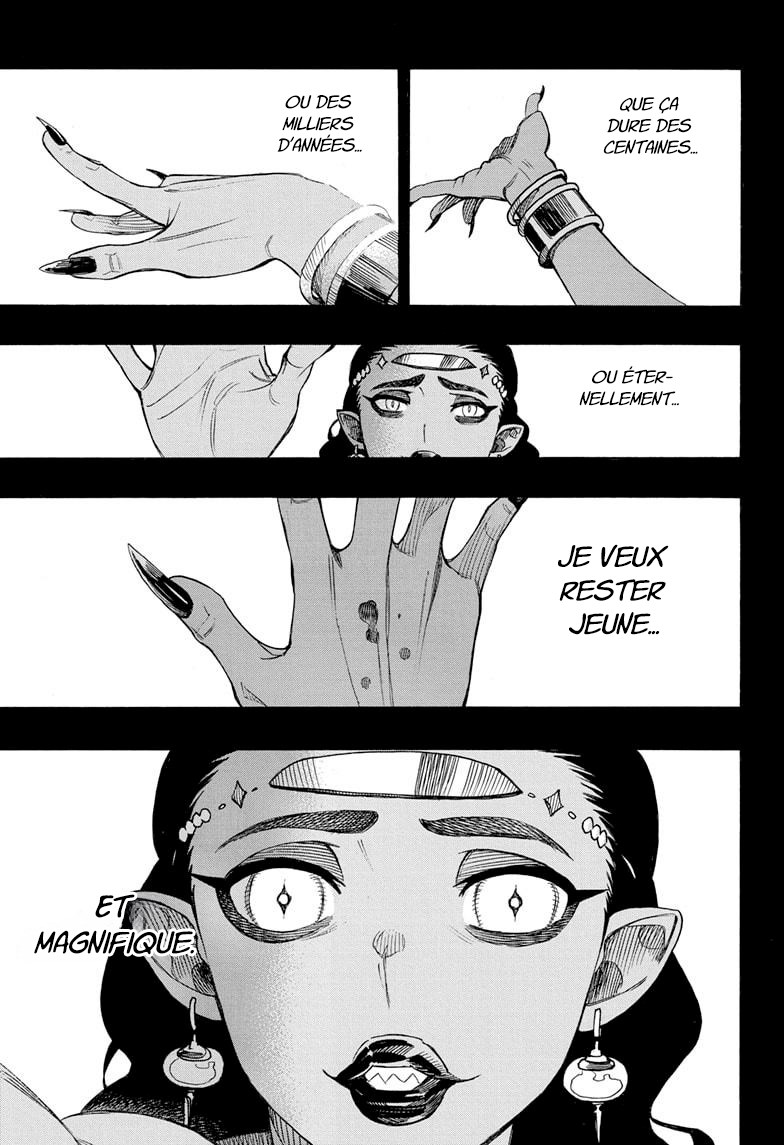 QUE ÇA
DURE DES
CENTAINES...
OU DES
MILLIERS
D'ANNÉES...
OU ÉTER-
NELLEMENT...
JE VEUX
RESTER
JEUNE...
ET
MAGNIFIQUE.